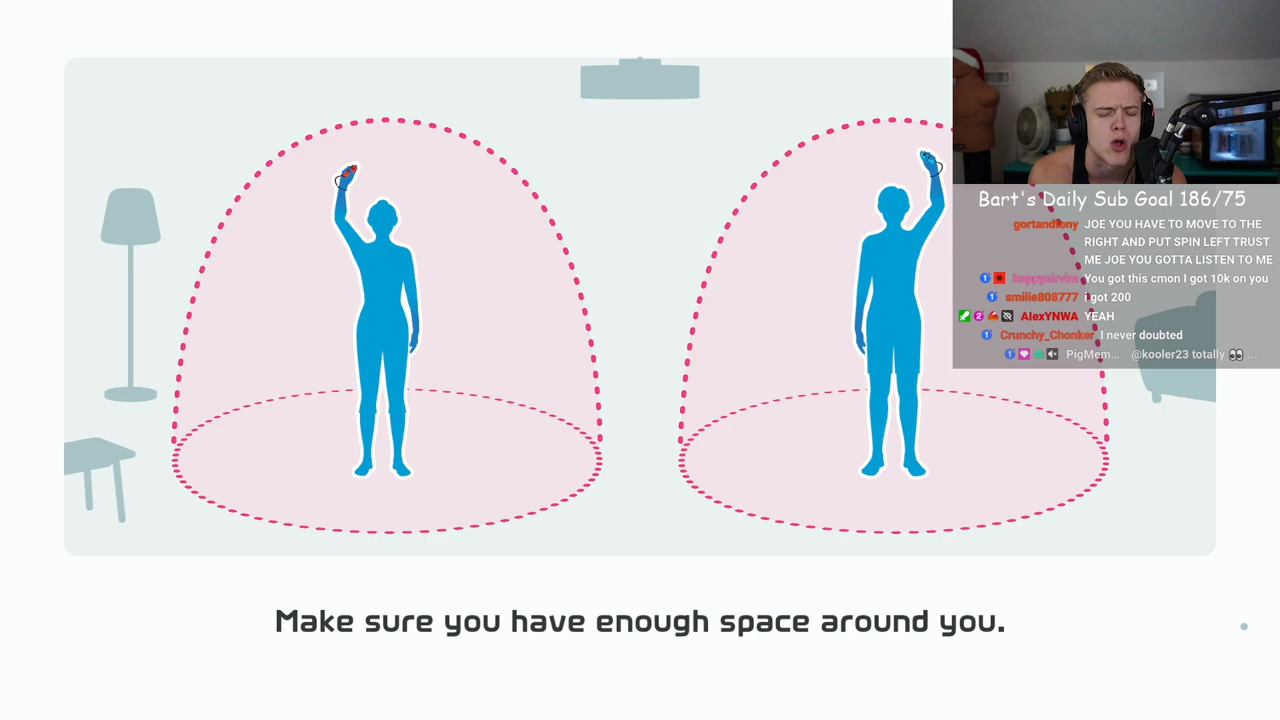 Bart's Daily Sub Goal 186/75
gortandtony JOE YOU HAVE TO MOVE TO THE
RIGHT AND PUT SPIN LEFT TRUST
ME JOE YOU GOTTA LISTEN TO ME
You got this cmon I got 10k on you
smilie808777 i got 200
AlexYNWA YEAH
Crunchy_Chonker I never doubted
PigMem... @kooler23 totally 👀 ...
Make sure you have enough space around you.